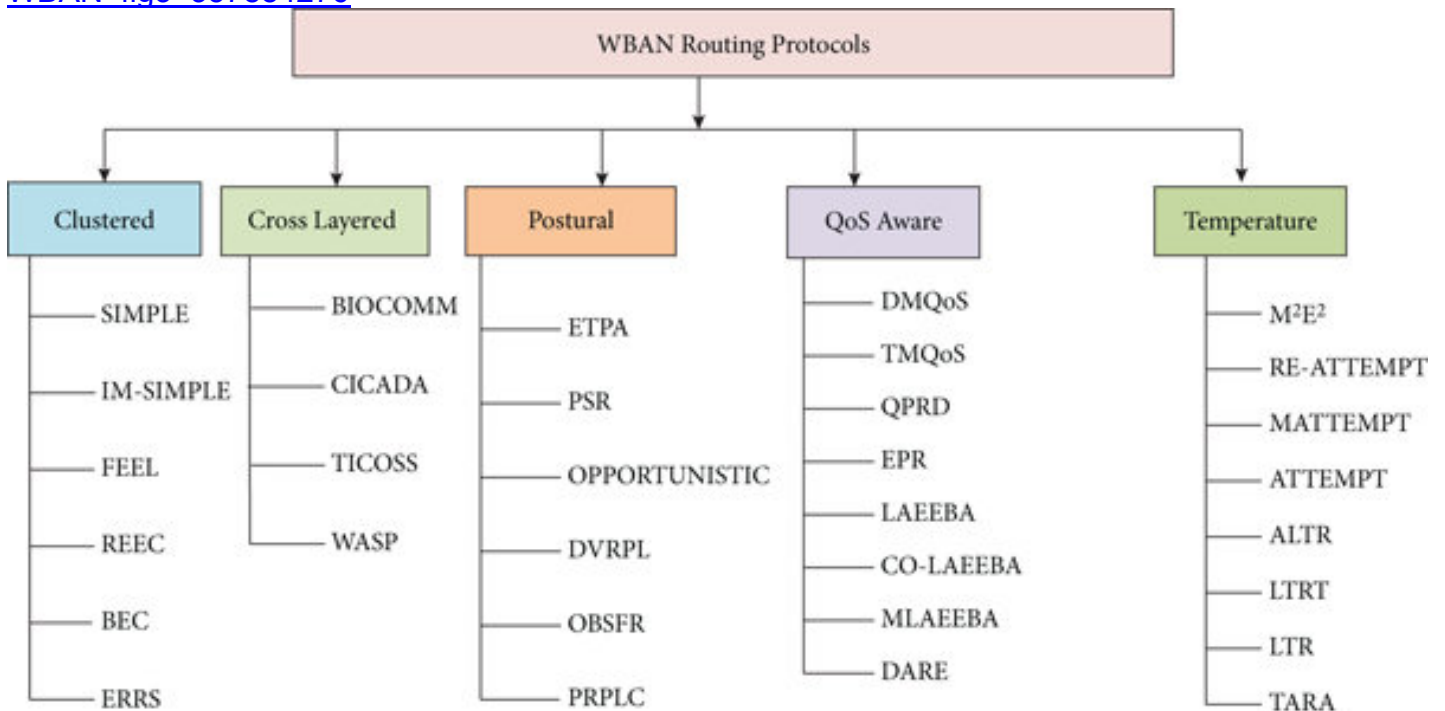 WBAN Routing Protocols
Clustered
SIMPLE
IM-SIMPLE
FEEL
REEC
BEC
ERRS
Cross Layered
BIOCOMM
CICADA
TICOSS
WASP
Postural
ETPA
PSR
OPPORTUNISTIC
DVRPL
OBSFR
PRPLC
QoS Aware
DMQoS
TMQoS
QPRD
EPR
LAEEBA
CO-LAEEBA
MLAEEBA
DARE
Temperature
M²E²
RE-ATTEMPT
MATTEMPT
ATTEMPT
ALTR
LTRT
LTR
TARA